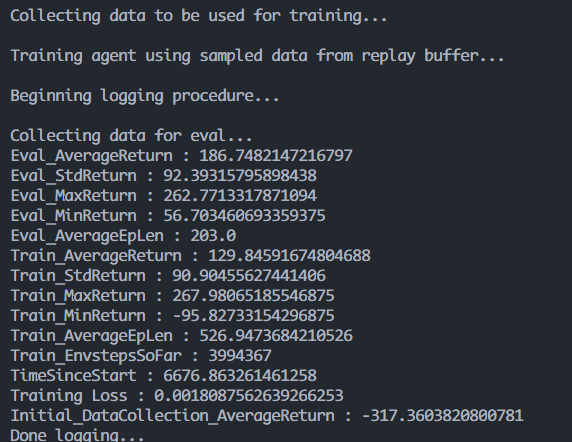 Collecting data to be used for training...
Training agent using sampled data from replay buffer...
Beginning logging procedure...
Collecting data for eval...
Eval_AverageReturn : 186.7482147216797
Eval_StdReturn : 92.39315795898438
Eval_MaxReturn : 262.7713317871094
Eval_MinReturn : 56.703460693359375
Eval_AverageEpLen : 203.0
Train_AverageReturn : 129.84591674804688
Train_StdReturn : 90.90455627441406
Train_MaxReturn : 267.98065185546875
Train_MinReturn : -95.82733154296875
Train_AverageEpLen : 526.9473684210526
Train_EnvstepsSoFar : 3994367
TimeSinceStart : 6676.863261461258
Training Loss : 0.0018087562639266253
Initial_DataCollection_AverageReturn : -317.3603820800781
Done logging...